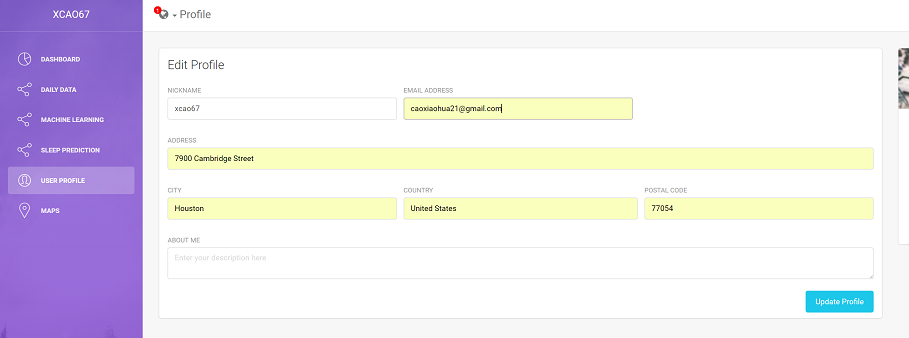 XCAO67
DASHBOARD
DAILY DATA
MACHINE LEARNING
SLEEP PREDICTION
USER PROFILE
MAPS
Profile
Edit Profile
NICKNAME EMAIL ADDRESS
xcao67 caoxiaohua21@gmail.com
ADDRESS
7900 Cambridge Street
CITY COUNTRY POSTAL CODE
Houston United States 77054
ABOUT ME
Enter your description here
Update Profile